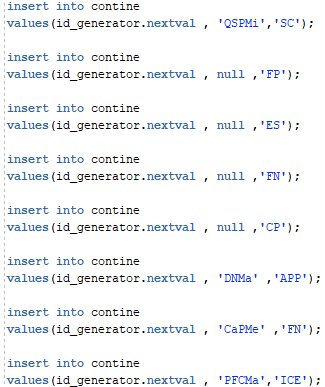 insert into contine
values(id_generator.nextval , 'QSPMi','SC');
insert into contine
values(id_generator.nextval , null ,'FP');
insert into contine
values(id_generator.nextval , null ,'ES');
insert into contine
values(id_generator.nextval , null ,'FN');
insert into contine
values(id_generator.nextval , null ,'CP');
insert into contine
values(id_generator.nextval , 'DNMa' ,'APP');
insert into contine
values(id_generator.nextval , 'CaPMe' ,'FN');
insert into contine
values(id_generator.nextval , 'PFCMa','ICE');